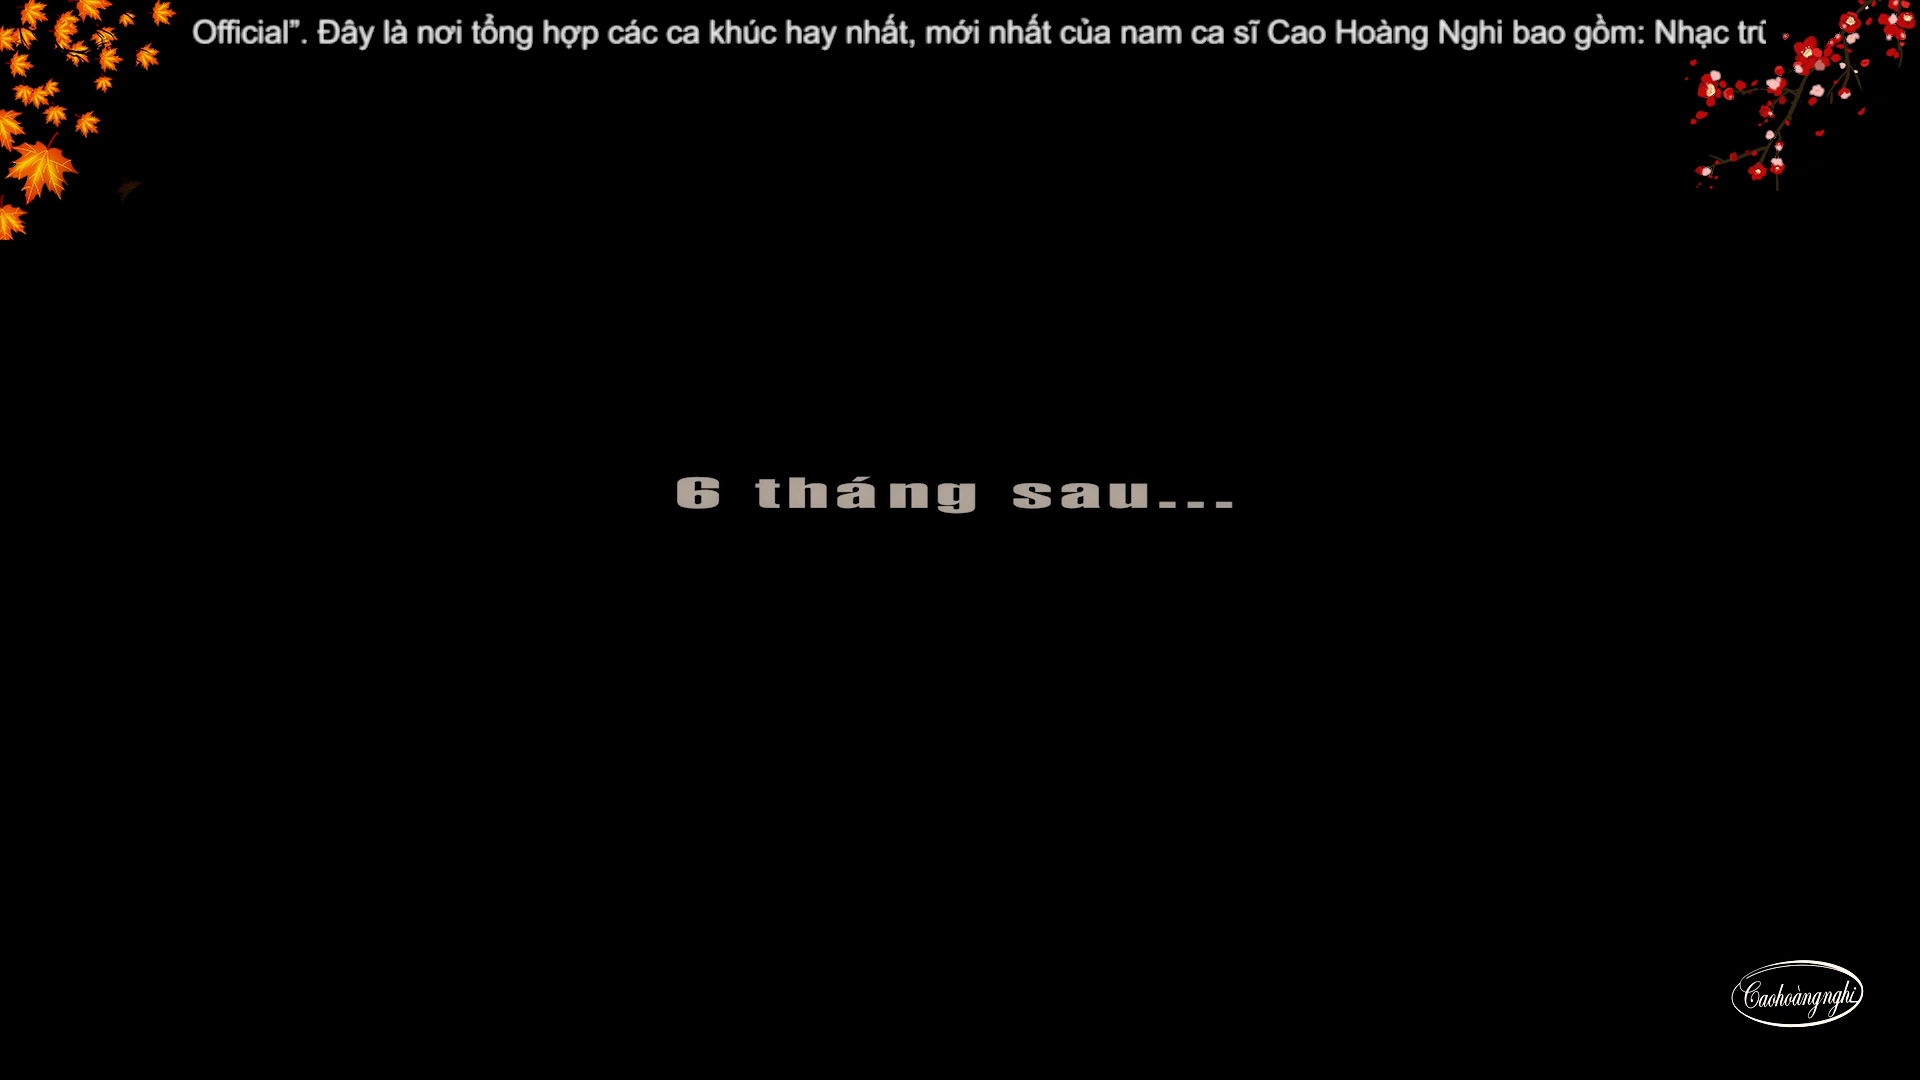 Official”. Đây là nơi tổng hợp các ca khúc hay nhất, mới nhất của nam ca sĩ Cao Hoàng Nghi bao gồm: Nhạc
6 tháng sau...
Caohoàngnghi